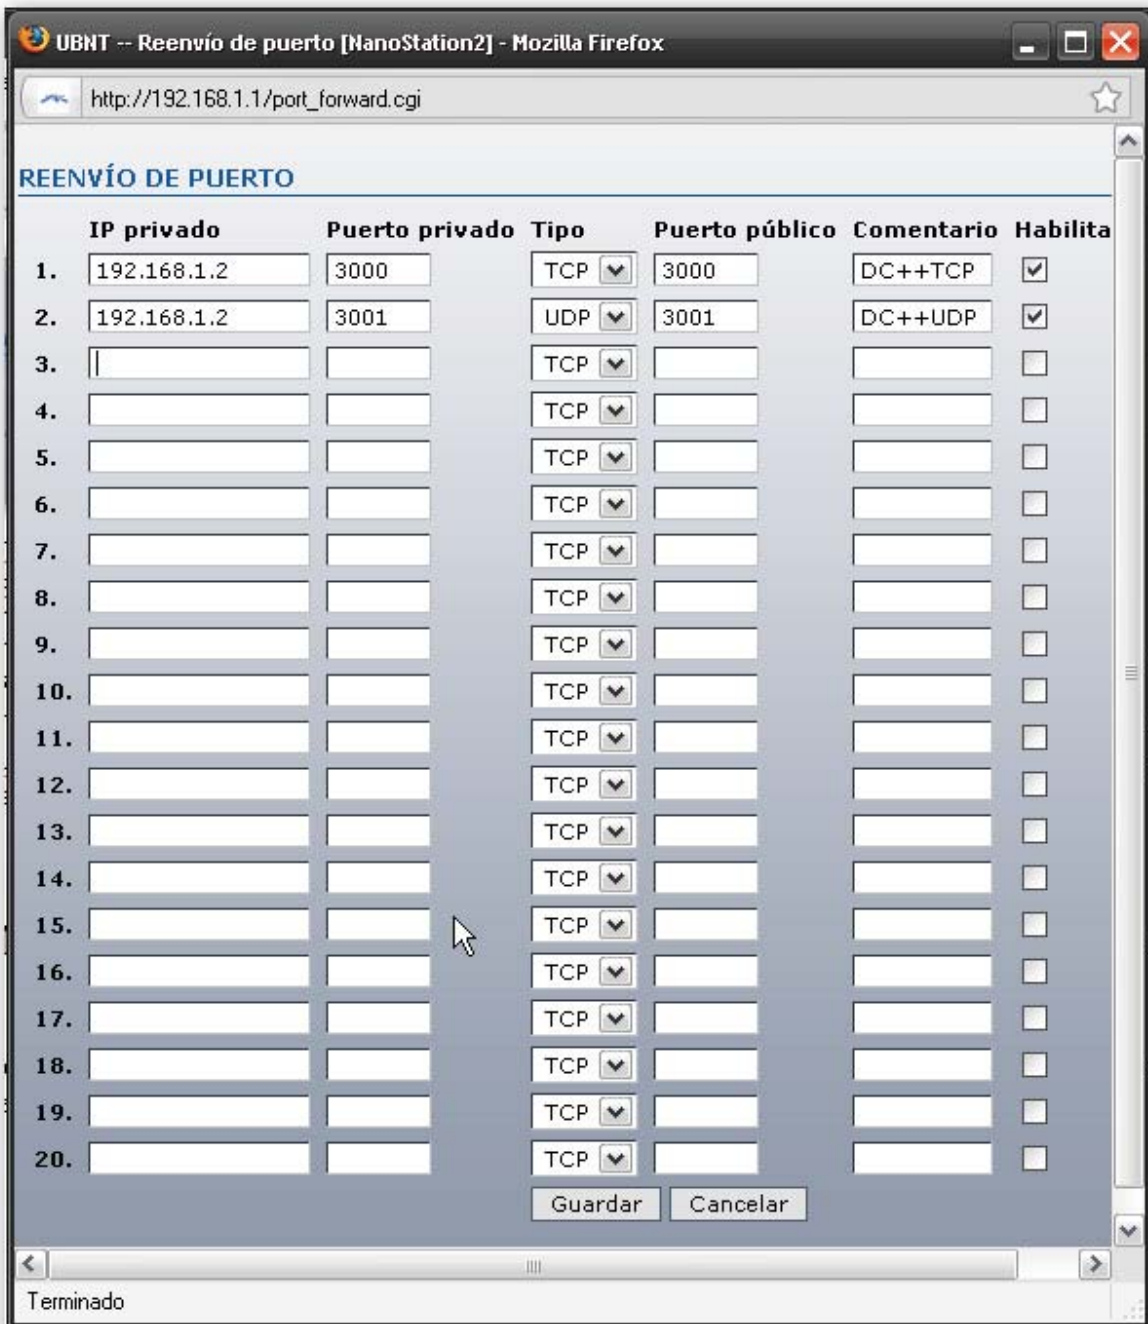 UBNT -- Reenvío de puerto [NanoStation2] - Mozilla Firefox
http://192.168.1.1/port_forward.cgi
REENVÍO DE PUERTO
IP privado Puerto privado Tipo Puerto público Comentario Habilita
1. 192.168.1.2 3000 TCP 3000 DC++TCP
2. 192.168.1.2 3001 UDP 3001 DC++UDP
3. TCP
4. TCP
5. TCP
6. TCP
7. TCP
8. TCP
9. TCP
10. TCP
11. TCP
12. TCP
13. TCP
14. TCP
15. TCP
16. TCP
17. TCP
18. TCP
19. TCP
20. TCP
Guardar Cancelar
Terminado